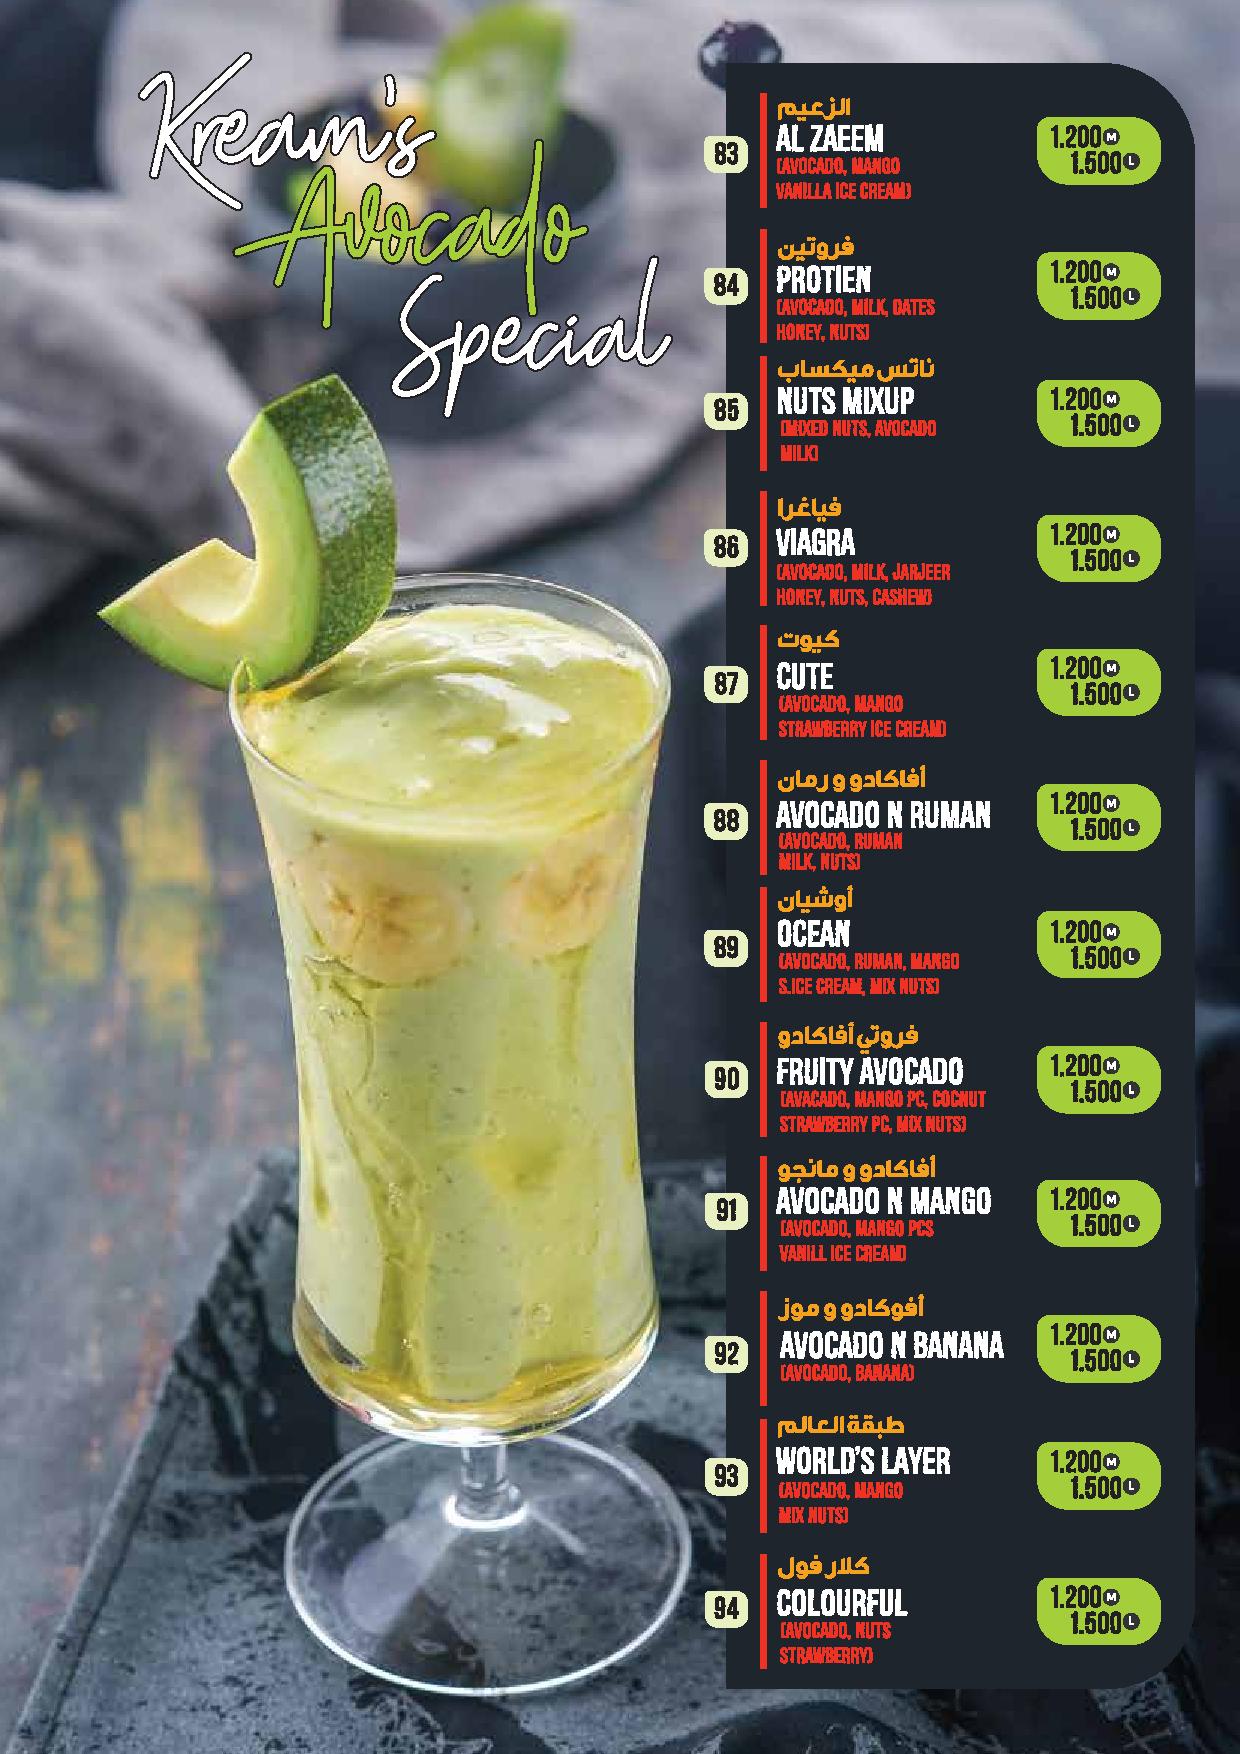 Kream's
Avocado
Special
83
الزعيم
AL ZAEEM
(AVOCADO, MANGO
VANILLA ICE CREAM)
1.200 M
1.500 L
84
فروتين
PROTIEN
(AVOCADO, MILK, DATES
HONEY, NUTS)
1.200 M
1.500 L
85
ناتس ميكساب
NUTS MIXUP
(MIXED NUTS, AVOCADO
MILK)
1.200 M
1.500 L
86
فياغرا
VIAGRA
(AVOCADO, MILK, JARJEER
HONEY, NUTS, CASHEW)
1.200 M
1.500 L
87
كيوت
CUTE
(AVOCADO, MANGO
STRAWBERRY ICE CREAM)
1.200 M
1.500 L
88
أفاكادو و رمان
AVOCADO N RUMAN
(AVOCADO, RUMAN
MILK, NUTS)
1.200 M
1.500 L
89
أوشيان
OCEAN
(AVOCADO, RUMAN, MANGO
S.ICE CREAM, MIX NUTS)
1.200 M
1.500 L
90
فروتي أفاكادو
FRUITY AVOCADO
(AVACADO, MANGO PC, COCNUT
STRAWBERRY PC, MIX NUTS)
1.200 M
1.500 L
91
أفاكادو و مانجو
AVOCADO N MANGO
(AVOCADO, MANGO PCS
VANILL ICE CREAM)
1.200 M
1.500 L
92
أفوكادو و موز
AVOCADO N BANANA
(AVOCADO, BANANA)
1.200 M
1.500 L
93
طبقة العالم
WORLD'S LAYER
(AVOCADO, MANGO
MIX NUTS)
1.200 M
1.500 L
94
كلار فول
COLOURFUL
(AVOCADO, NUTS
STRAWBERRY)
1.200 M
1.500 L